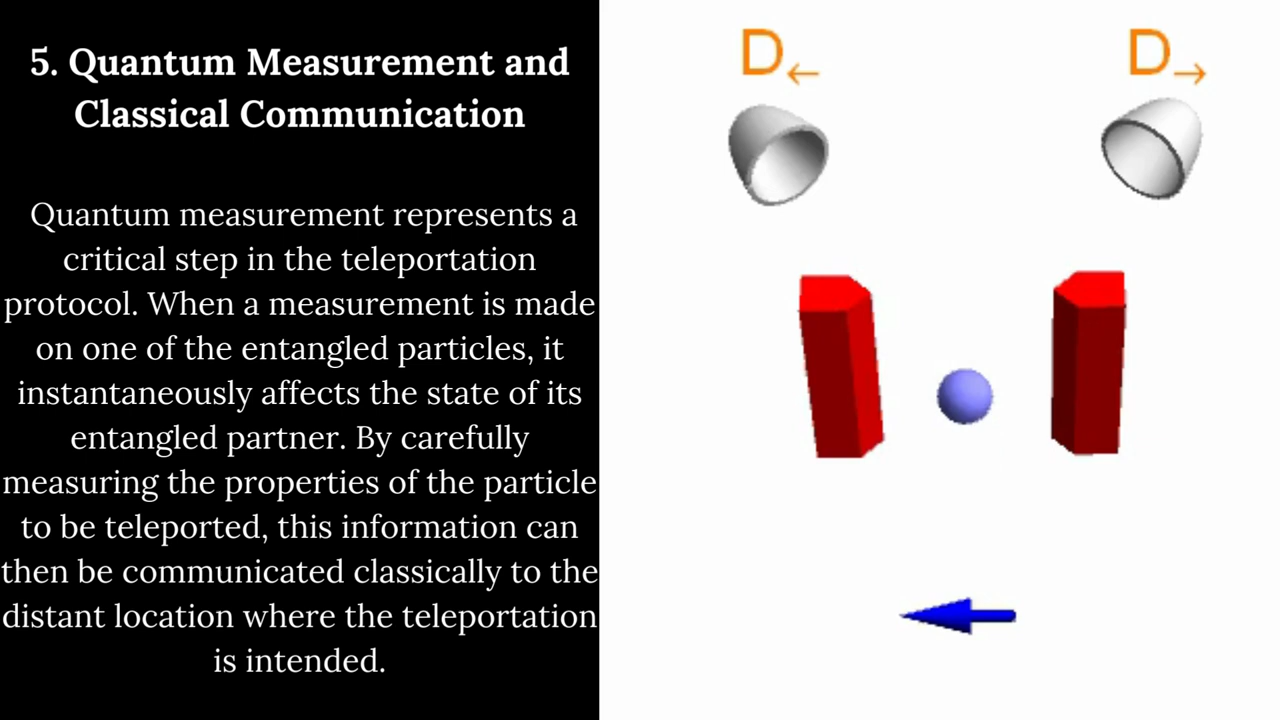 5. Quantum Measurement and
Classical Communication
Quantum measurement represents a
critical step in the teleportation
protocol. When a measurement is made
on one of the entangled particles, it
instantaneously affects the state of its
entangled partner. By carefully
measuring the properties of the particle
to be teleported, this information can
then be communicated classically to the
distant location where the teleportation
is intended.
D←
D→